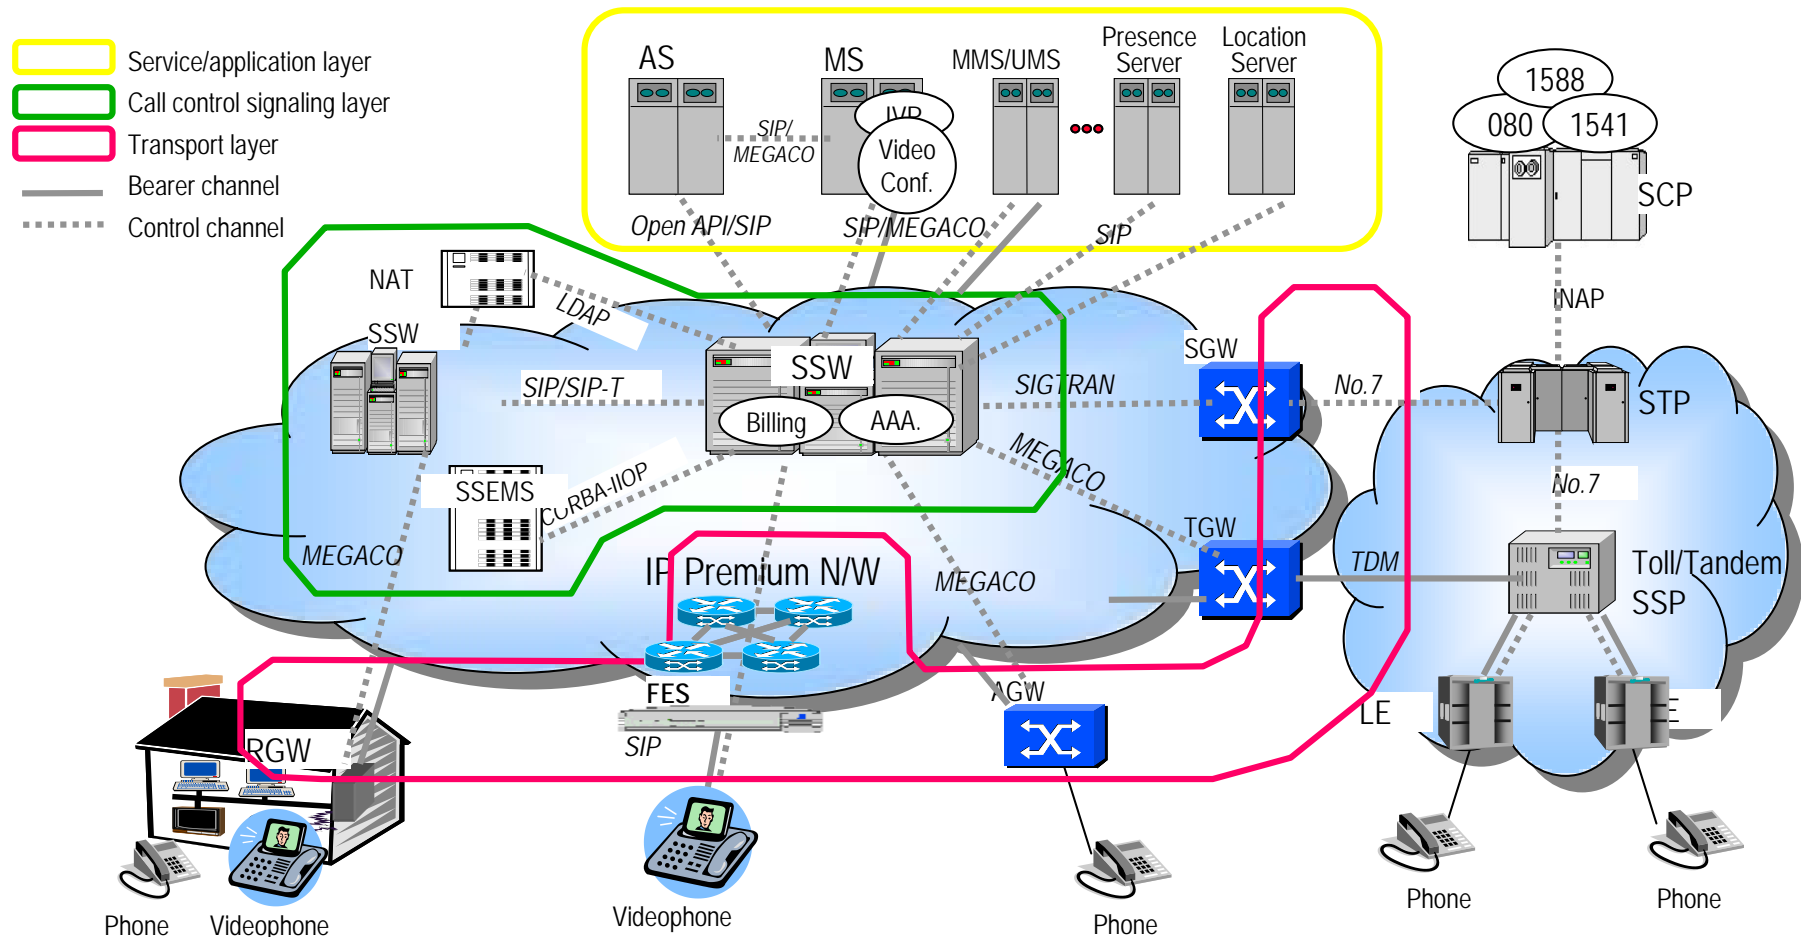 Service/application layer
Call control signaling layer
Transport layer
Bearer channel
Control channel
AS
MS
MMS/UMS
Presence
Server
Location
Server
SIP/
MEGACO
Video
Conf.
Open API/SIP
SIP/MEGACO
SIP
1588
080
1541
SCP
NAT
LDAP
SSW
SSW
SIP/SIP-T
Billing
AAA.
SIGTRAN
SGW
No.7
STP
No.7
MEGACO
SSEMS
CORBA-IIOP
MEGACO
IP Premium N/W
MEGACO
TGW
TDM
Toll/Tandem
SSP
FES
SIP
AGW
LE
RGW
Phone
Videophone
Videophone
Phone
Phone
Phone